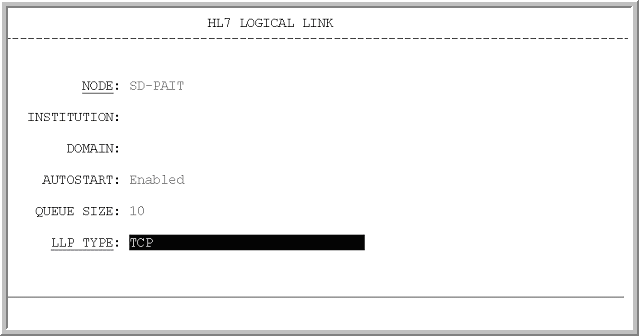 HL7 LOGICAL LINK
NODE: SD-PAIT
INSTITUTION:
DOMAIN:
AUTOSTART: Enabled
QUEUE SIZE: 10
LLP TYPE: TCP